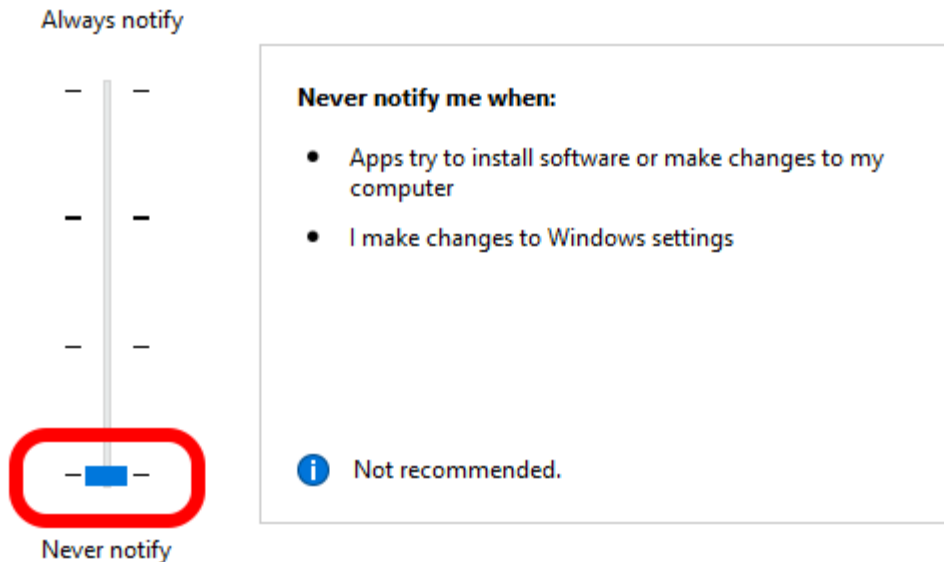 Always notify
Never notify me when:
Apps try to install software or make changes to my
computer
I make changes to Windows settings
Not recommended.
Never notify